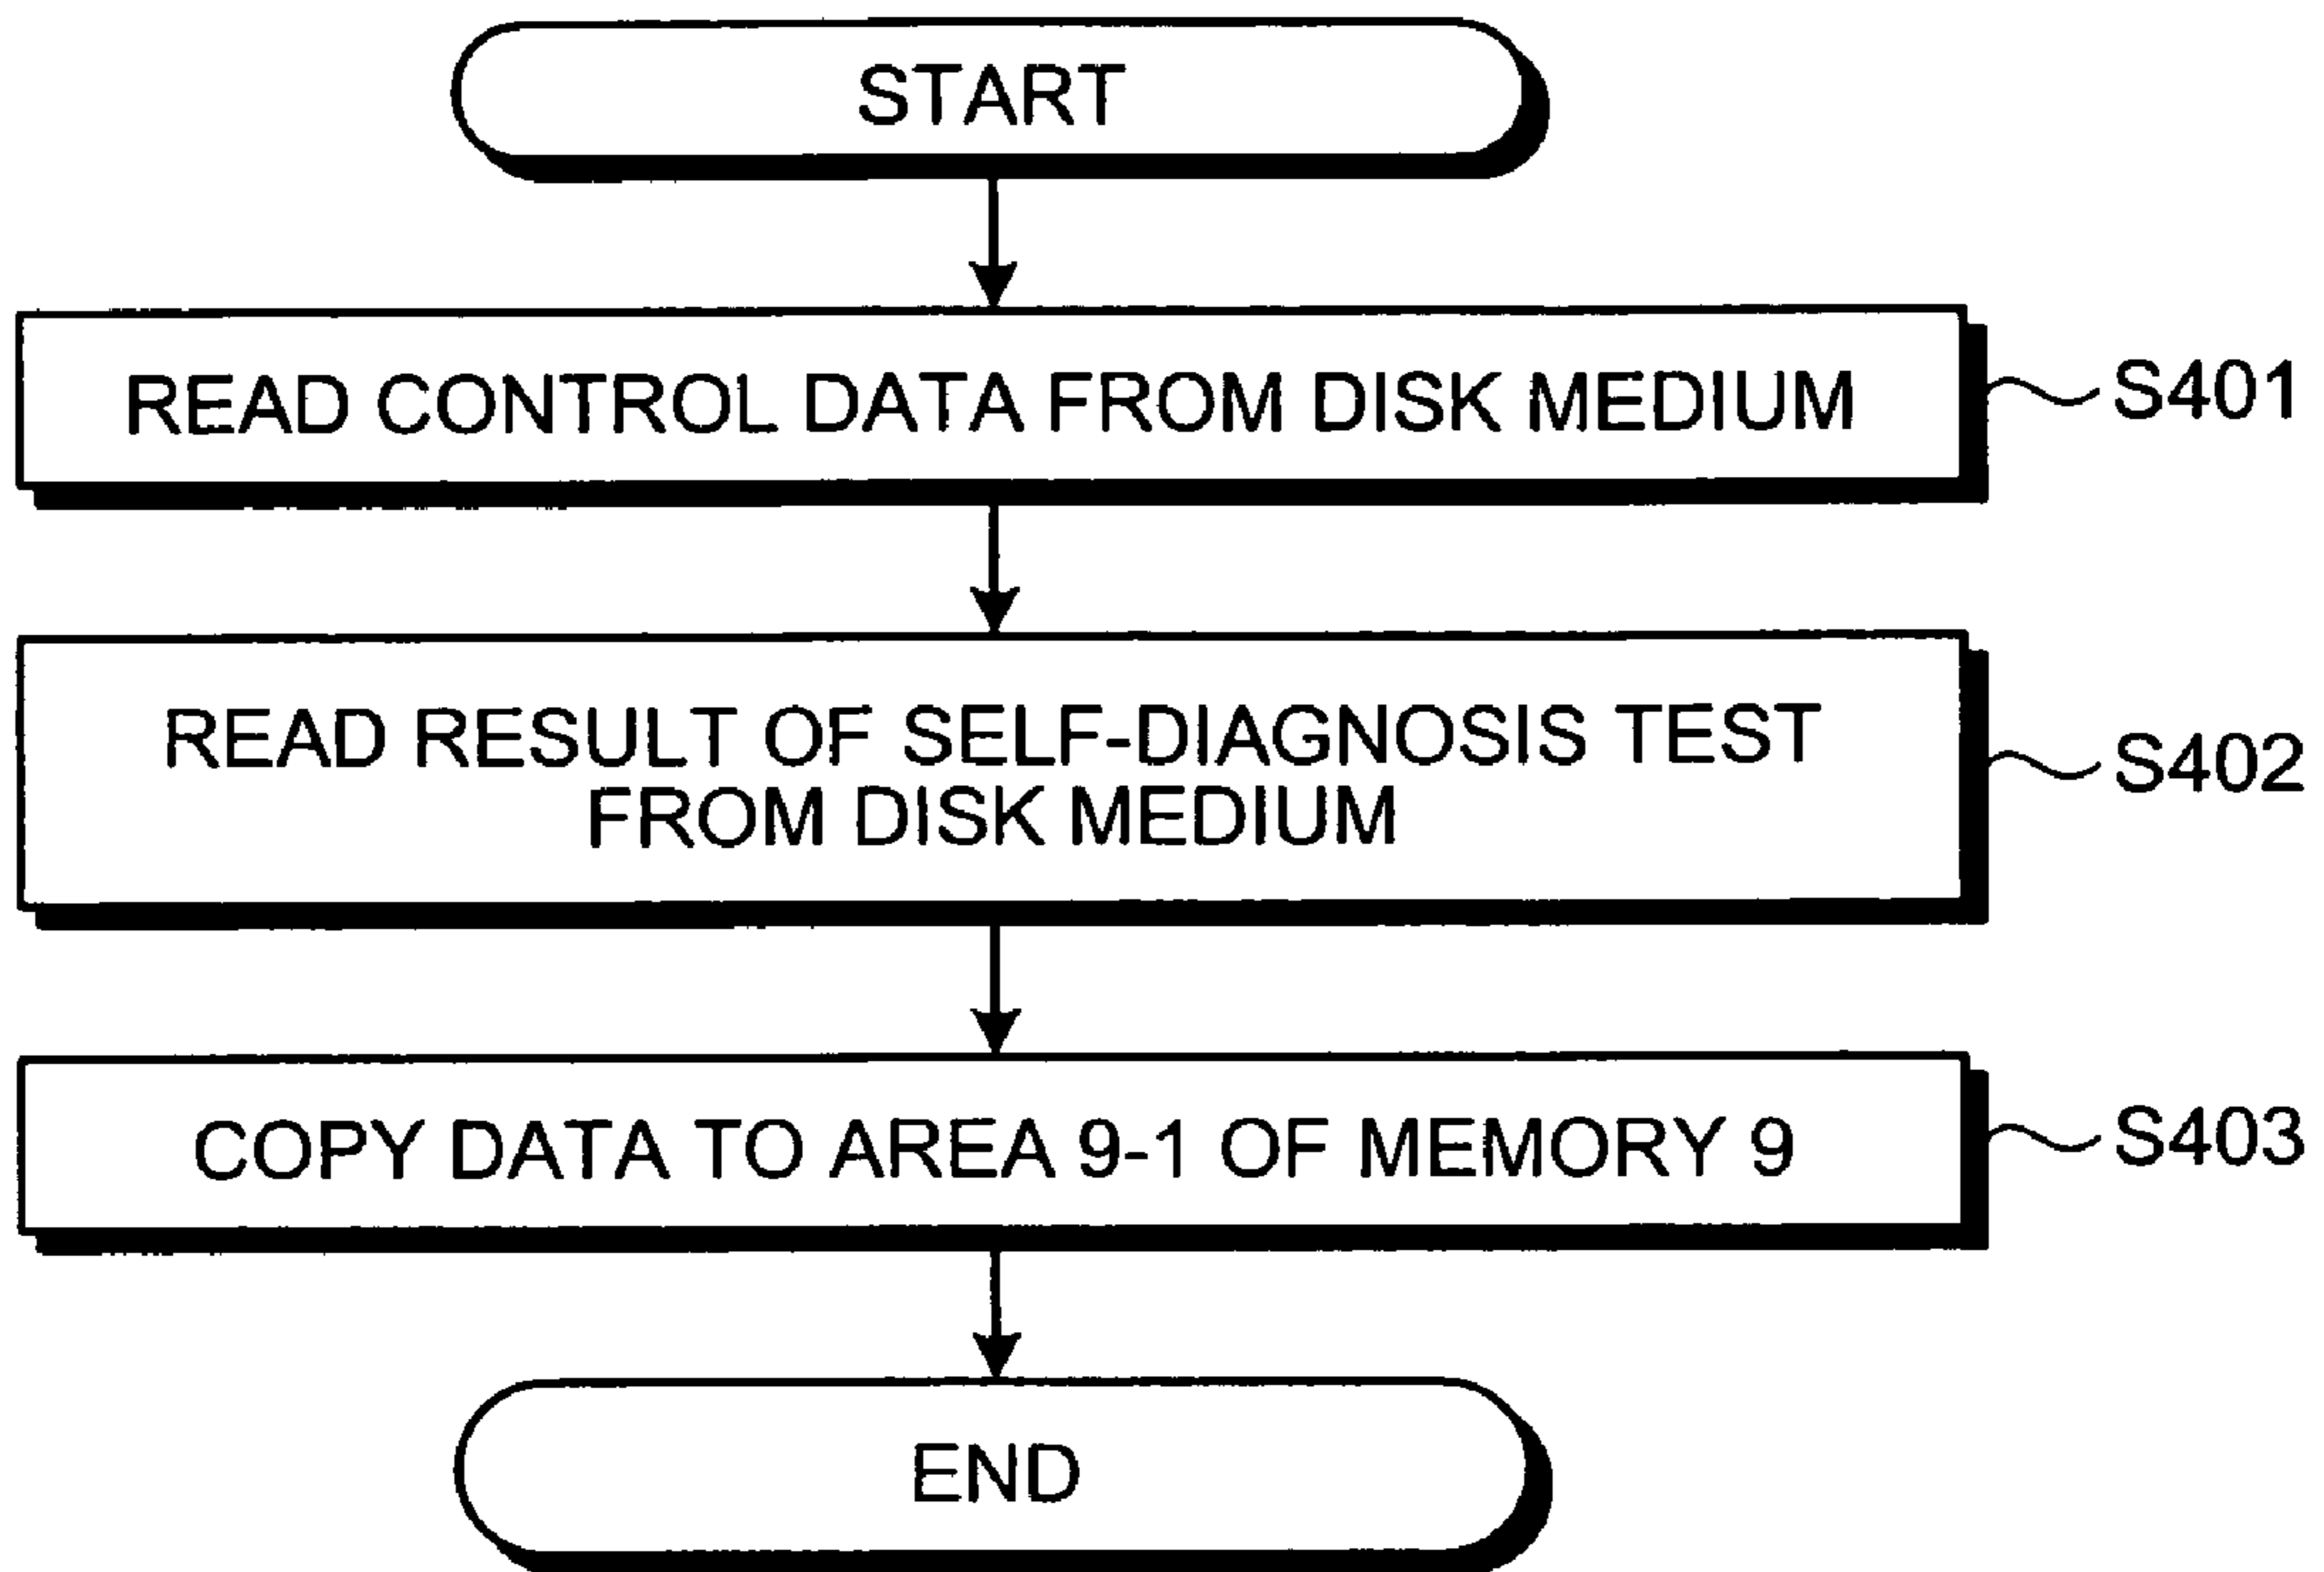 START
READ CONTROL DATA FROM DISK MEDIUM
S401
READ RESULT OF SELF-DIAGNOSIS TEST
FROM DISK MEDIUM
S402
COPY DATA TO AREA 9-1 OF MEMORY 9
S403
END